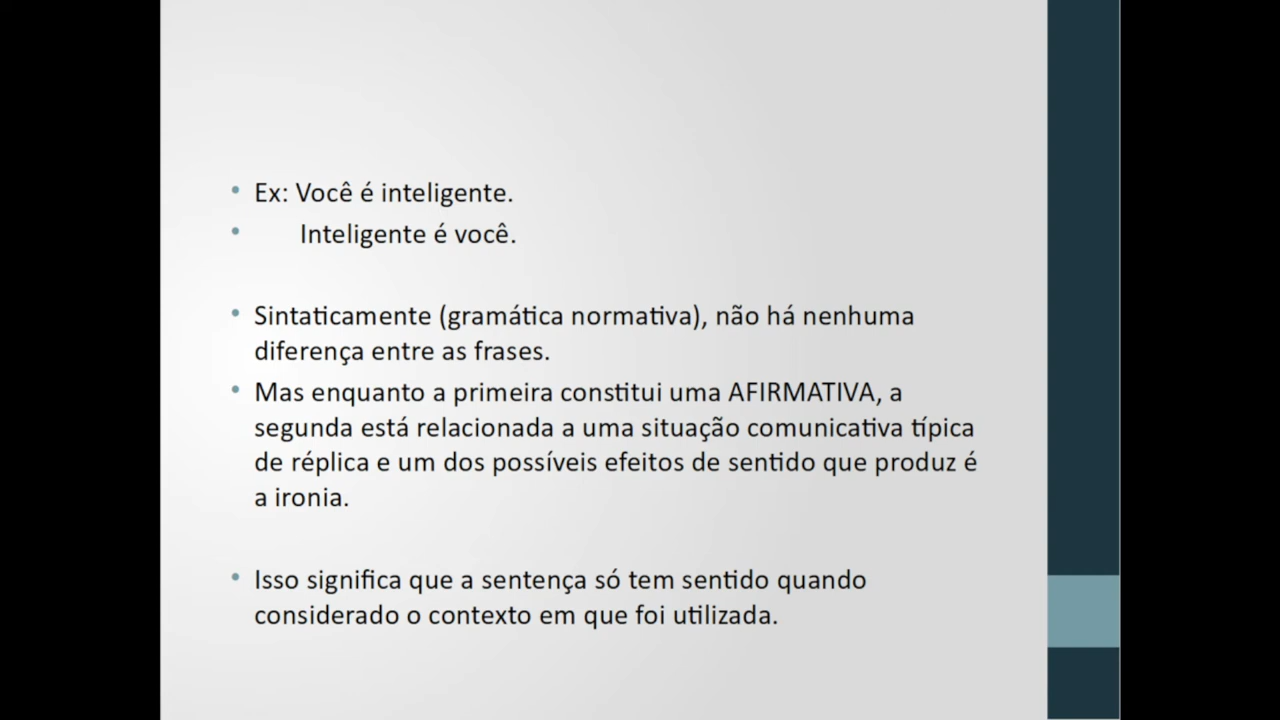 • Ex: Você é inteligente.
• Inteligente é você.
• Sintaticamente (gramática normativa), não há nenhuma
diferença entre as frases.
• Mas enquanto a primeira constitui uma AFIRMATIVA, a
segunda está relacionada a uma situação comunicativa típica
de réplica e um dos possíveis efeitos de sentido que produz é
a ironia.
• Isso significa que a sentença só tem sentido quando
considerado o contexto em que foi utilizada.